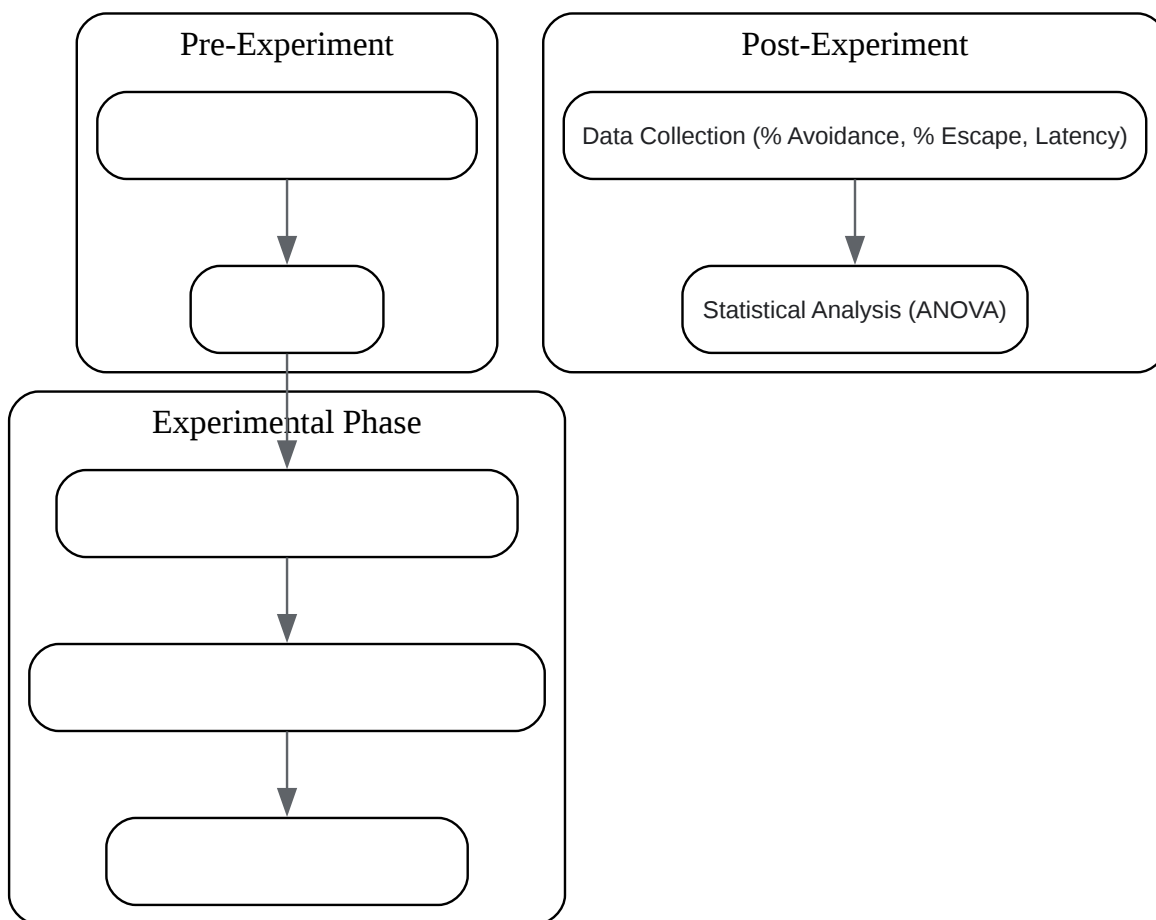 Pre-Experiment
Post-Experiment
Data Collection (% Avoidance, % Escape, Latency)
Statistical Analysis (ANOVA)
Experimental Phase